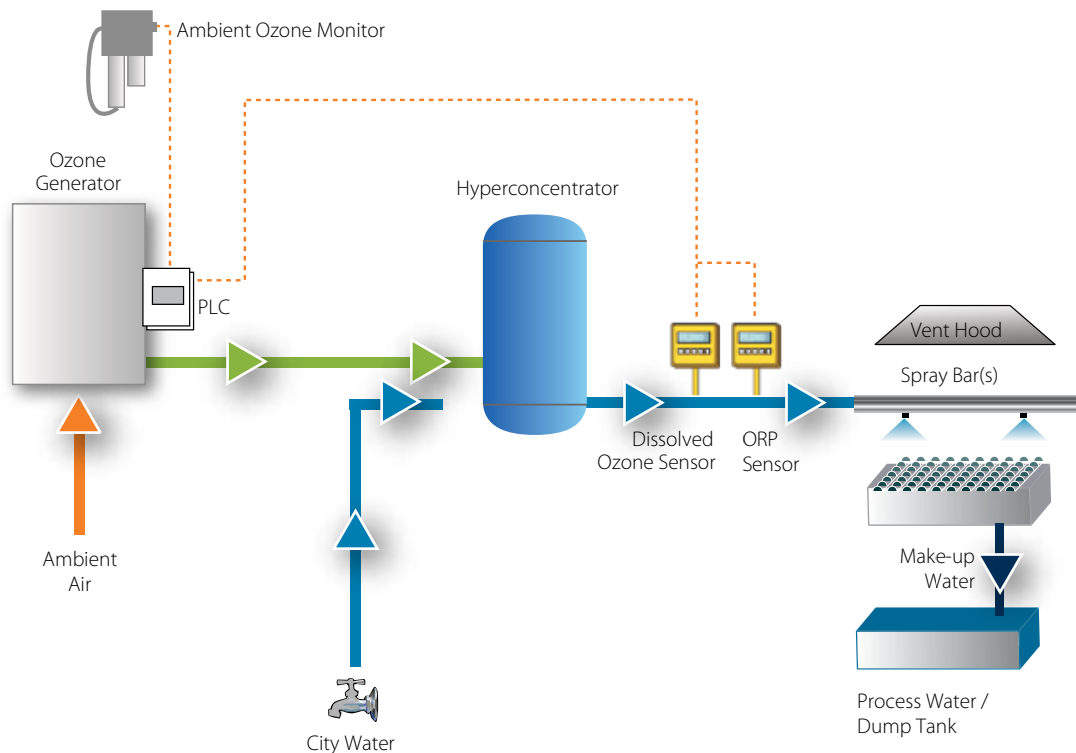 Ambient Ozone Monitor
Ozone
Generator
Hyperconcentrator
PLC
Vent Hood
Spray Bar(s)
Dissolved
Ozone Sensor
ORP
Sensor
Ambient
Air
Make-up
Water
City Water
Process Water /
Dump Tank